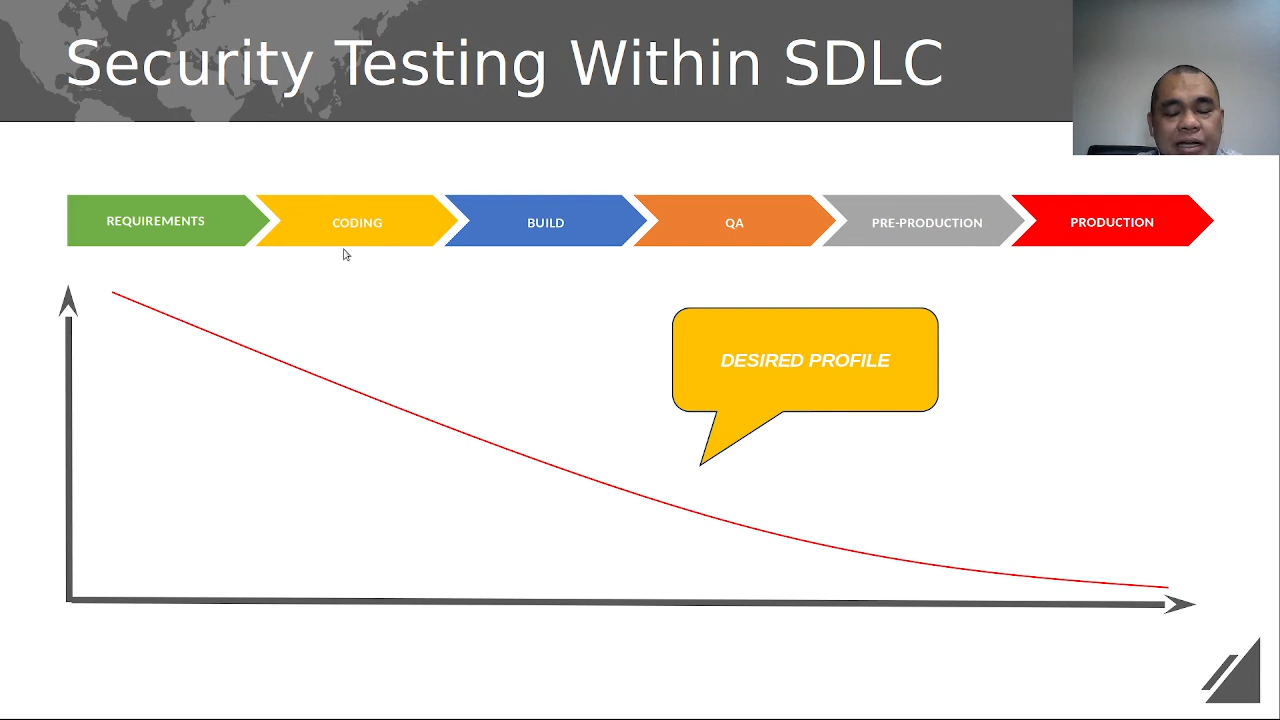 Security Testing Within SDLC
REQUIREMENTS
CODING
BUILD
QA
PRE-PRODUCTION
PRODUCTION
DESIRED PROFILE